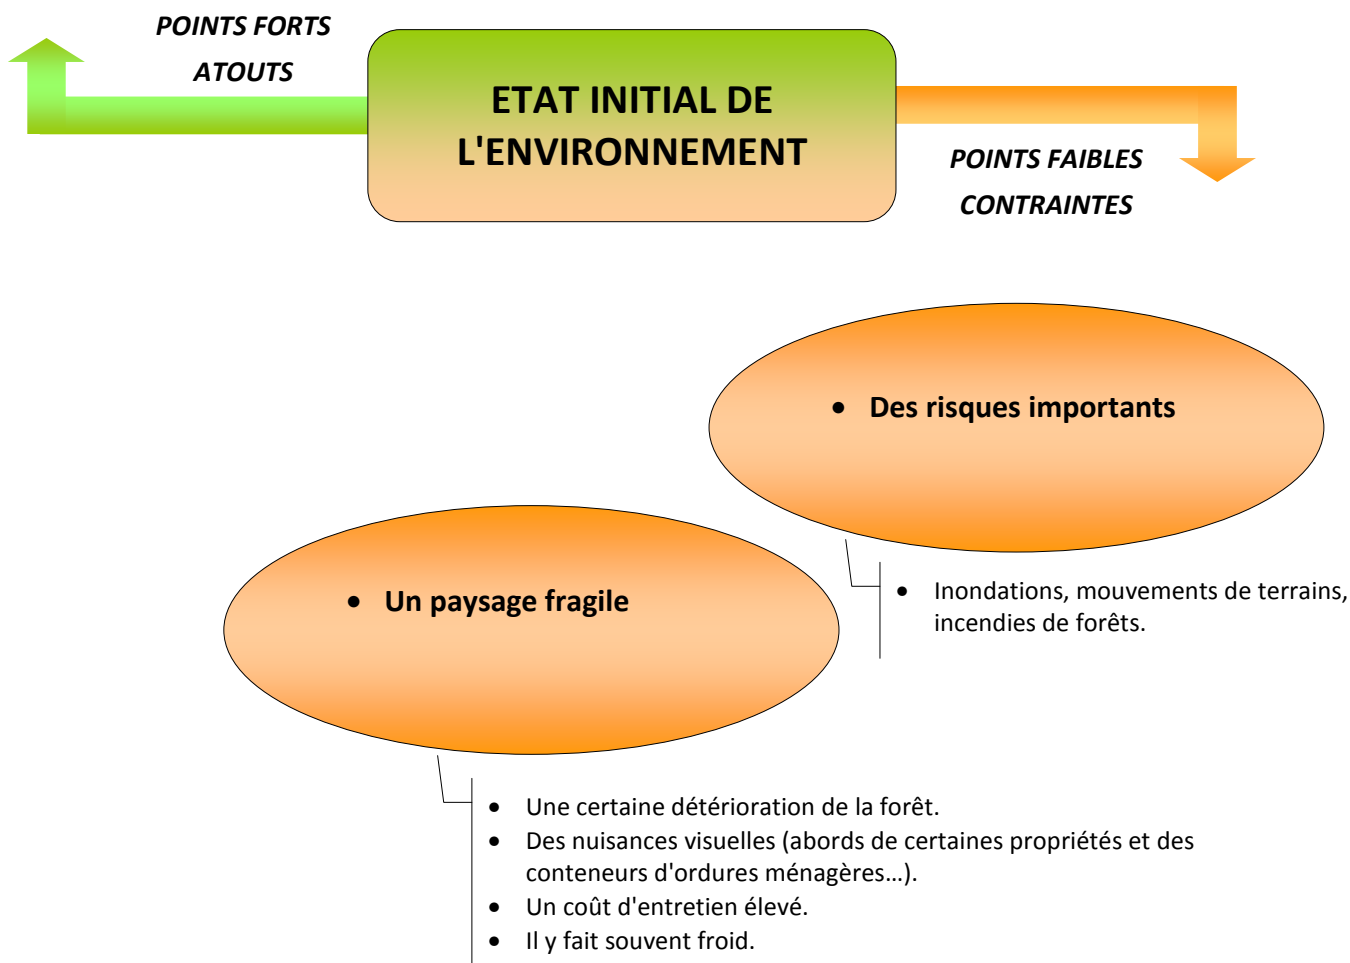 POINTS FORTS
ATOUTS
ETAT INITIAL DE
L'ENVIRONNEMENT
POINTS FAIBLES
CONTRAINTES
• Des risques importants
• Inondations, mouvements de terrains,
incendies de forêts.
• Un paysage fragile
• Une certaine détérioration de la forêt.
• Des nuisances visuelles (abords de certaines propriétés et des
conteneurs d'ordures ménagères…).
• Un coût d'entretien élevé.
• Il y fait souvent froid.